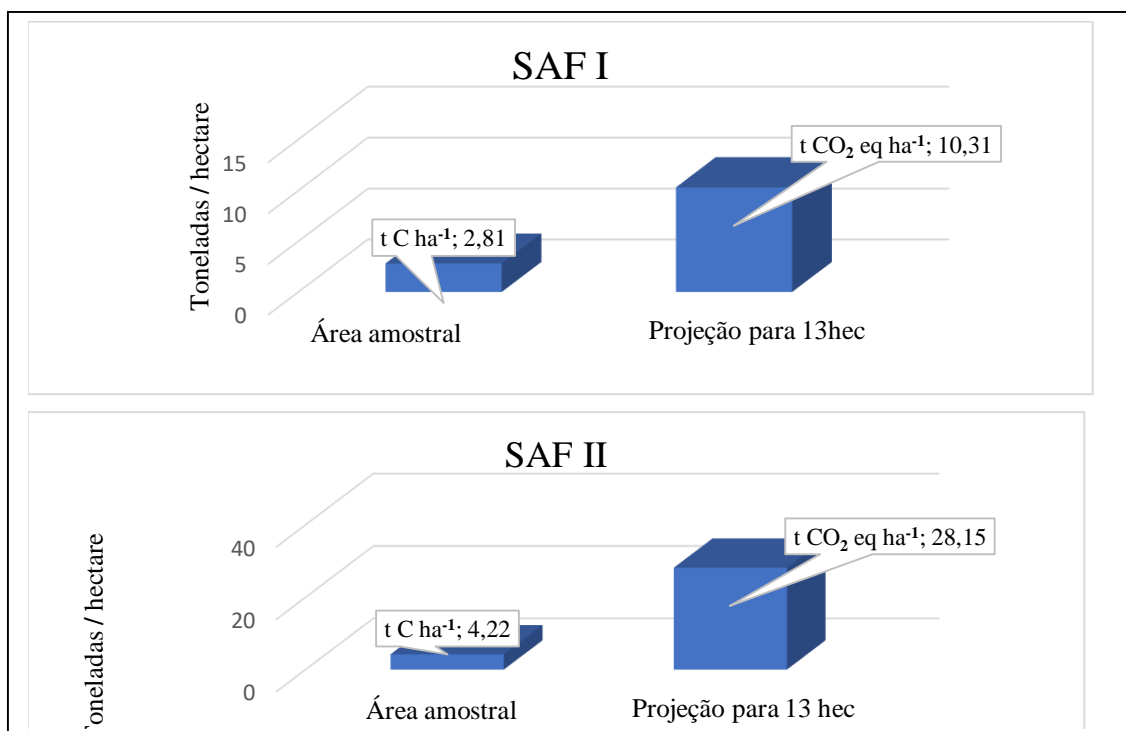 SAF I
Toneladas / hectare
15
10
5
0
t C ha⁻¹; 2,81
t CO₂ eq ha⁻¹; 10,31
Área amostral
Projeção para 13hec
SAF II
Toneladas / hectare
40
20
0
t C ha⁻¹; 4,22
t CO₂ eq ha⁻¹; 28,15
Área amostral
Projeção para 13 hec